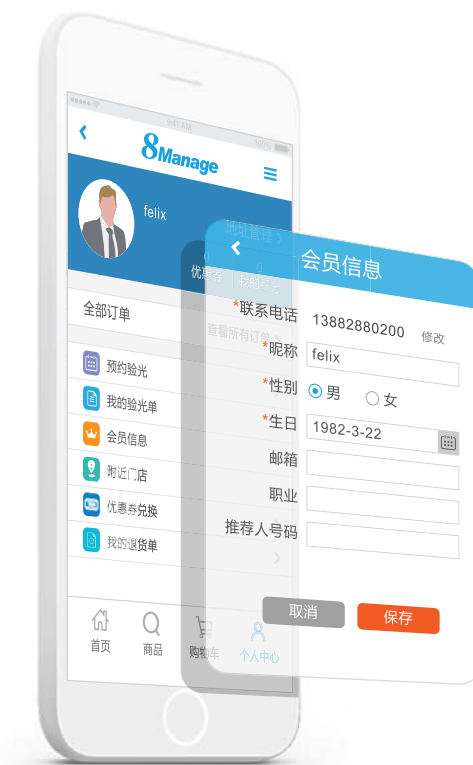 9:41 AM
100%
8Manage
felix
地址管理
0
0
优惠券
我的
全部订单
查看所有订单
预约验光
我的验光单
会员信息
附近门店
优惠券兑换
我的退货单
首页
商品
购物车
个人中心
会员信息
*联系电话
13882880200
修改
*昵称
felix
*性别
男
女
*生日
1982-3-22
邮箱
职业
推荐人号码
取消
保存